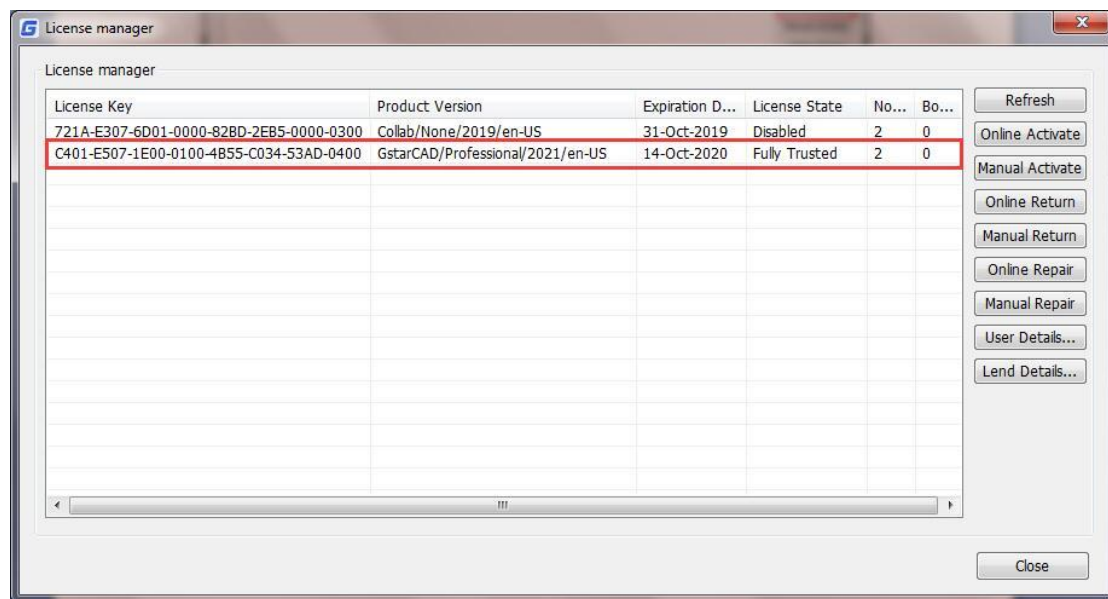 License manager
License manager
License Key Product Version Expiration D... License State No... Bo...
721A-E307-6D01-0000-82BD-2EB5-0000-0300 Collab/None/2019/en-US 31-Oct-2019 Disabled 2 0
C401-E507-1E00-0100-4B55-C034-53AD-0400 GstarCAD/Professional/2021/en-US 14-Oct-2020 Fully Trusted 2 0
Refresh
Online Activate
Manual Activate
Online Return
Manual Return
Online Repair
Manual Repair
User Details...
Lend Details...
Close